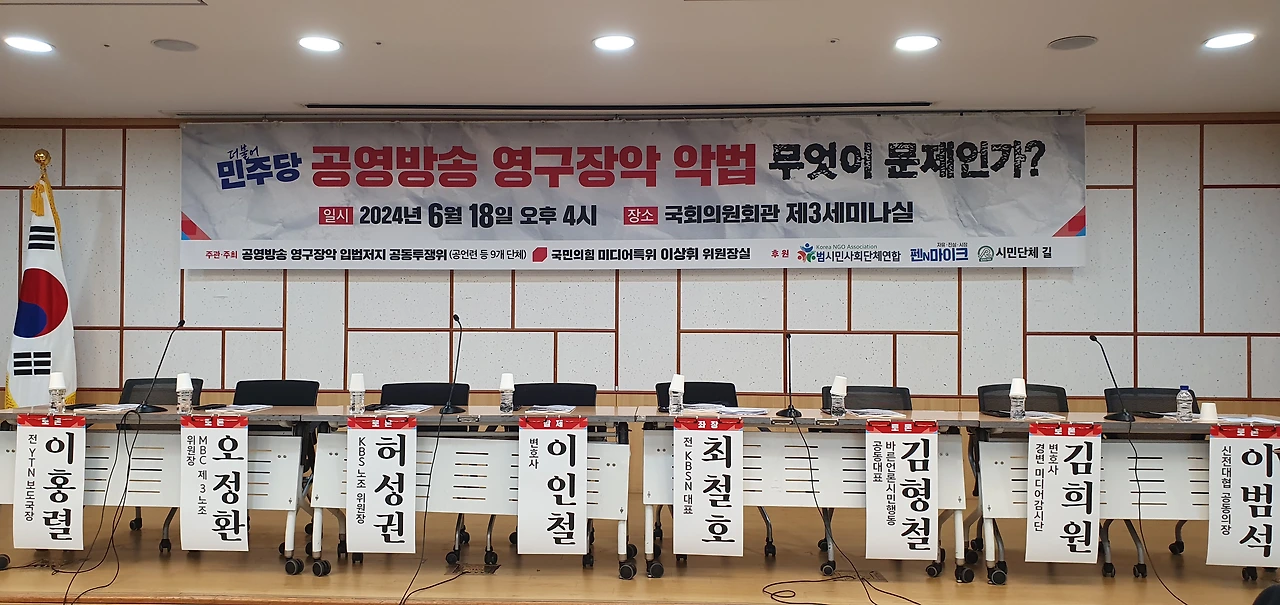 더불어
민주당 공영방송 영구장악 악법 무엇이 문제인가?
일시 2024년 6월 18일 오후 4시 장소 국회의원회관 제3세미나실
주관·주최 공영방송 영구장악 입법저지 공동투쟁위 (공언련 등 9개 단체) 국민의힘 미디어특위 이상휘 위원장실 후원 Korea NGO Association 범시민사회단체연합 자유·진실·시장 펜N마이크 시민단체 길
토론
전 YTN 보도국장
이홍렬
토론
MBC 제3노조
위원장
오정환
토론
KBS 노조 위원장
허성권
발제
변호사
이인철
좌장
전 KBSN 대표
최철호
토론
바른언론시민행동
공동대표
김형철
토론
변호사
경변 미디어감시단
김희원
토론
신전대협 공동의장
이범석